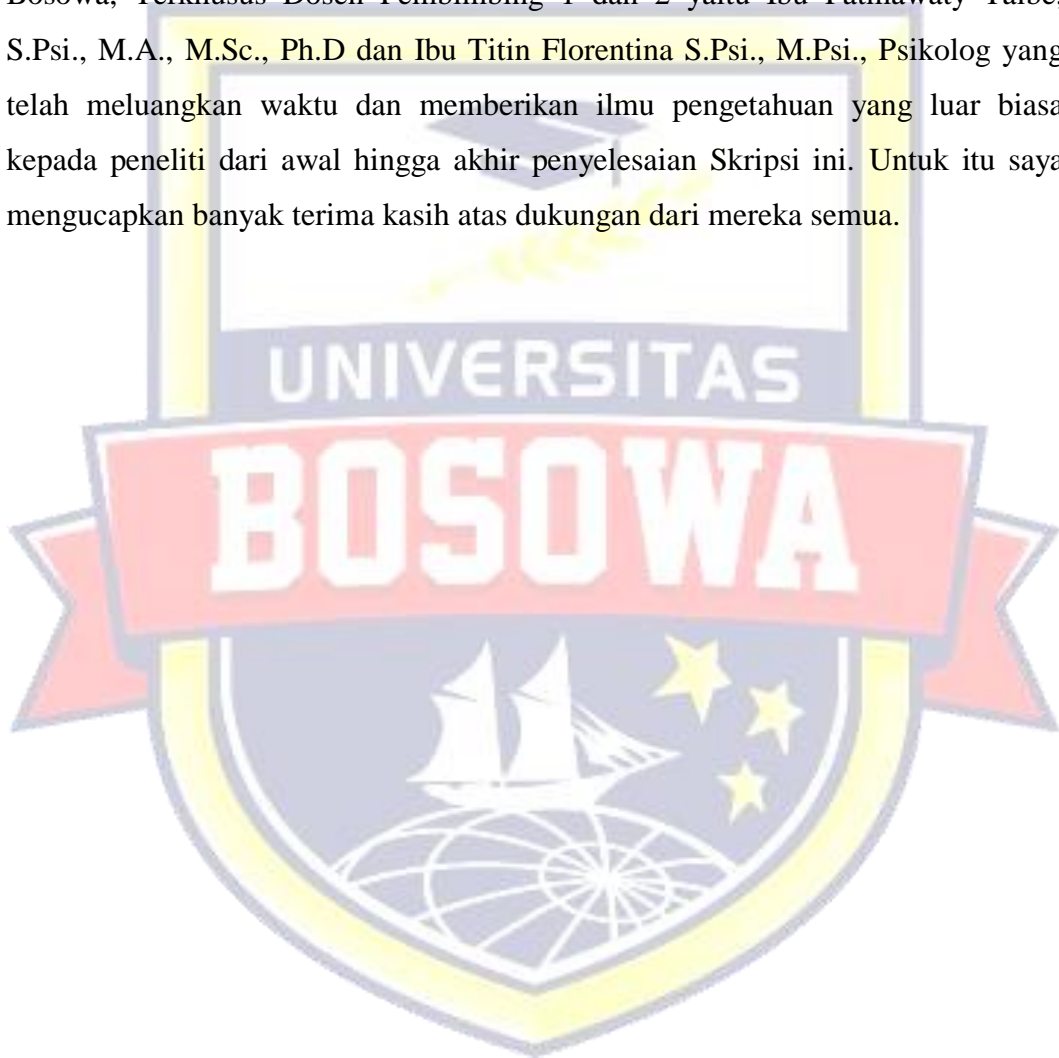 Bosowa, Terkhusus Dosen Pembimbing 1 dan 2 yaitu Ibu Patmawaty Taibe,
S.Psi., M.A., M.Sc., Ph.D dan Ibu Titin Florentina S.Psi., M.Psi., Psikolog yang
telah meluangkan waktu dan memberikan ilmu pengetahuan yang luar biasa
kepada peneliti dari awal hingga akhir penyelesaian Skripsi ini. Untuk itu saya
mengucapkan banyak terima kasih atas dukungan dari mereka semua.
UNIVERSITAS
BOSOWA